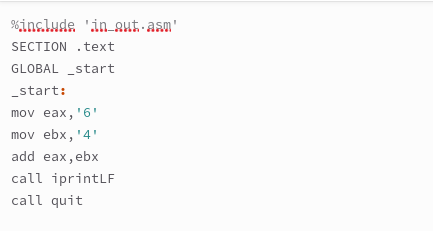 %include 'in_out.asm'
SECTION .text
GLOBAL _start
_start:
mov eax,'6'
mov ebx,'4'
add eax,ebx
call iprintLF
call quit